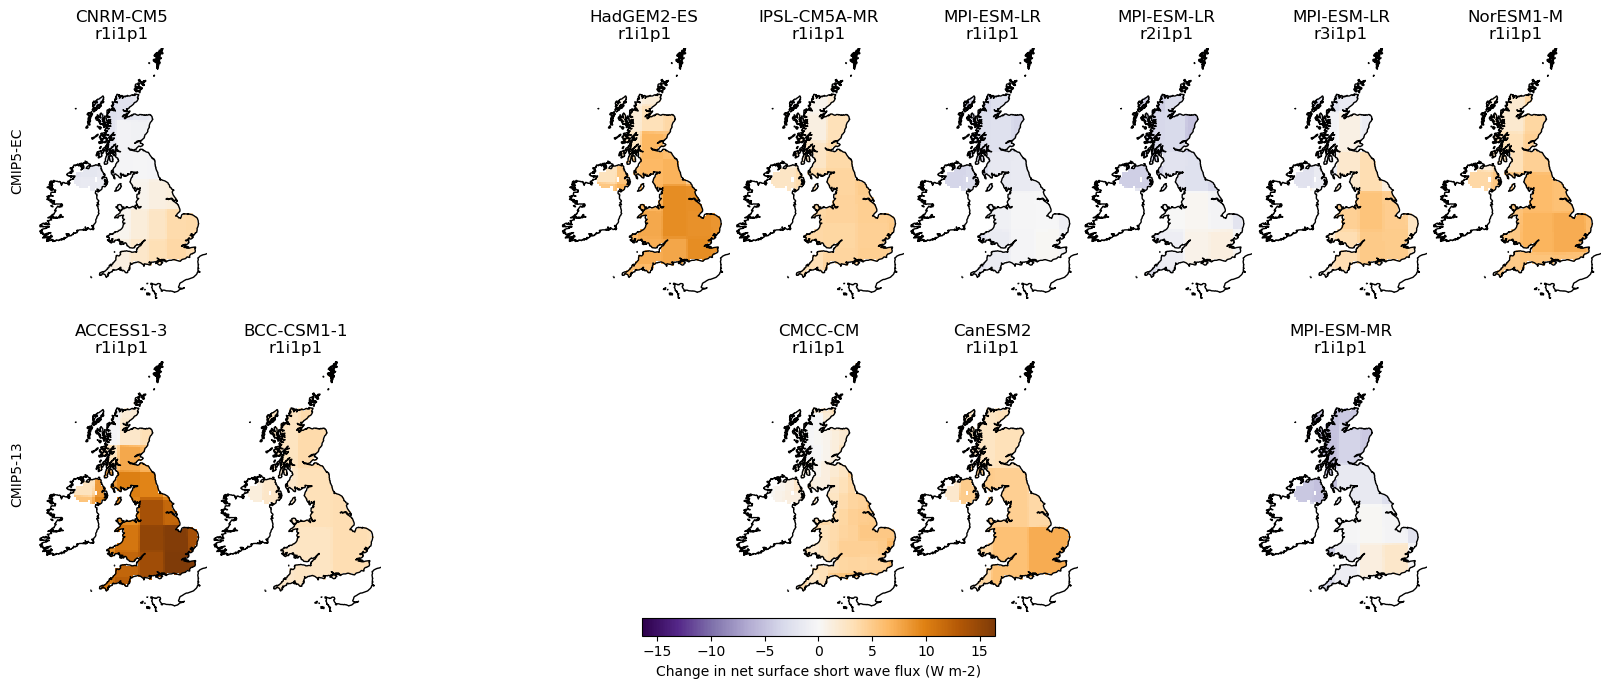 CNRM-CM5
r1i1p1
HadGEM2-ES
r1i1p1
IPSL-CM5A-MR
r1i1p1
MPI-ESM-LR
r1i1p1
MPI-ESM-LR
r2i1p1
MPI-ESM-LR
r3i1p1
NorESM1-M
r1i1p1
CMIP5-EC
ACCESS1-3
r1i1p1
BCC-CSM1-1
r1i1p1
CMCC-CM
r1i1p1
CanESM2
r1i1p1
MPI-ESM-MR
r1i1p1
CMIP5-13
−15 −10 −5 0 5 10 15
Change in net surface short wave flux (W m-2)